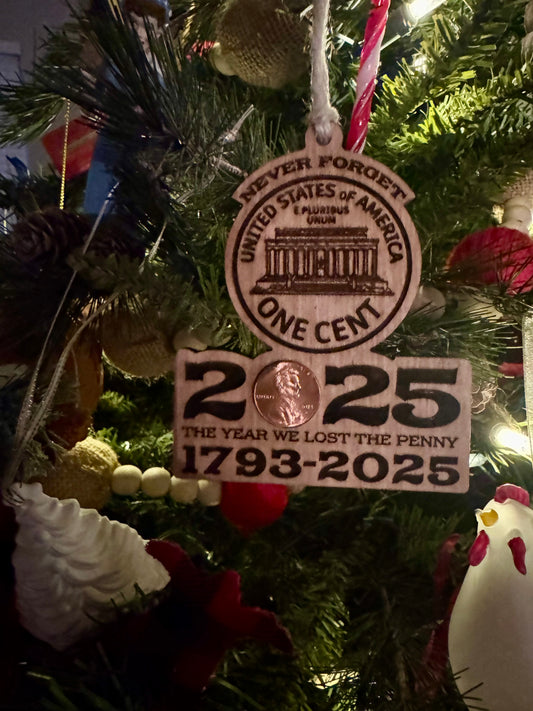 NEVER FORGET
UNITED STATES OF AMERICA
E PLURIBUS
UNUM
ONE CENT
2025
THE YEAR WE LOST THE PENNY
1793-2025